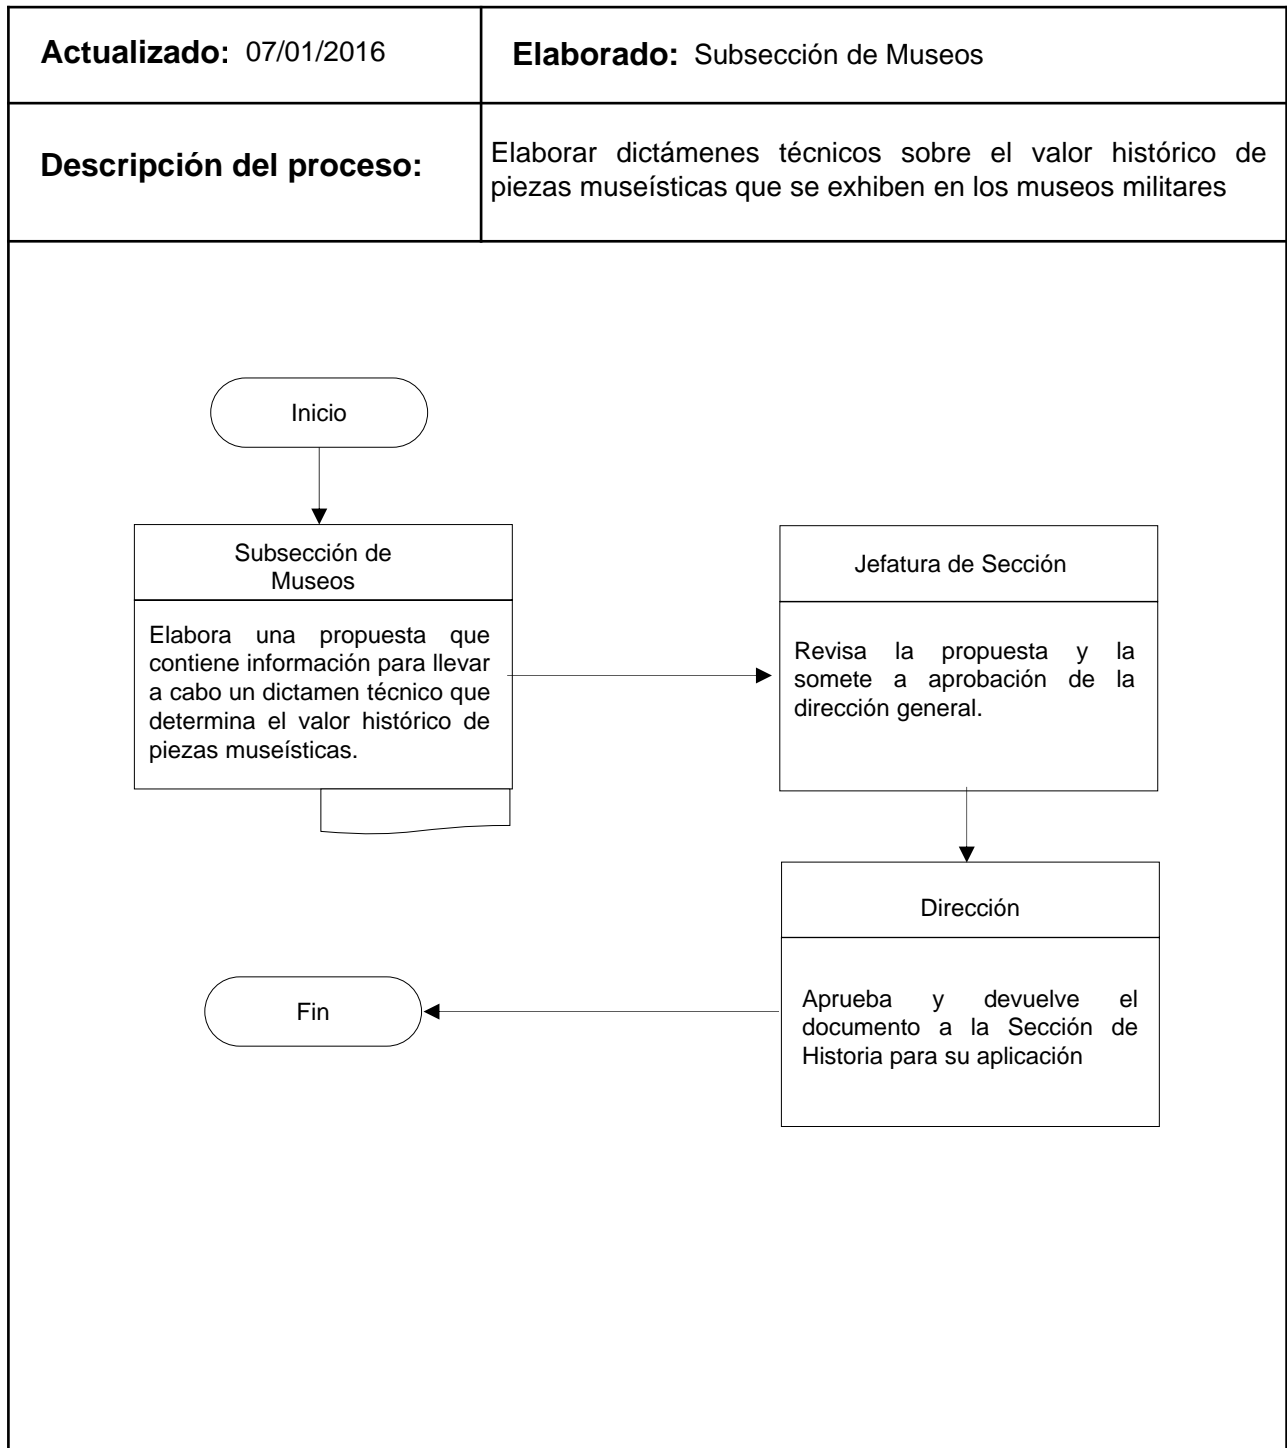 Actualizado: 07/01/2016
Elaborado: Subsección de Museos
Descripción del proceso:
Elaborar dictámenes técnicos sobre el valor histórico de
piezas museísticas que se exhiben en los museos militares
Inicio
Subsección de
Museos
Elabora una propuesta que
contiene información para llevar
a cabo un dictamen técnico que
determina el valor histórico de
piezas museísticas.
Jefatura de Sección
Revisa la propuesta y la
somete a aprobación de la
dirección general.
Dirección
Aprueba y devuelve el
documento a la Sección de
Historia para su aplicación
Fin